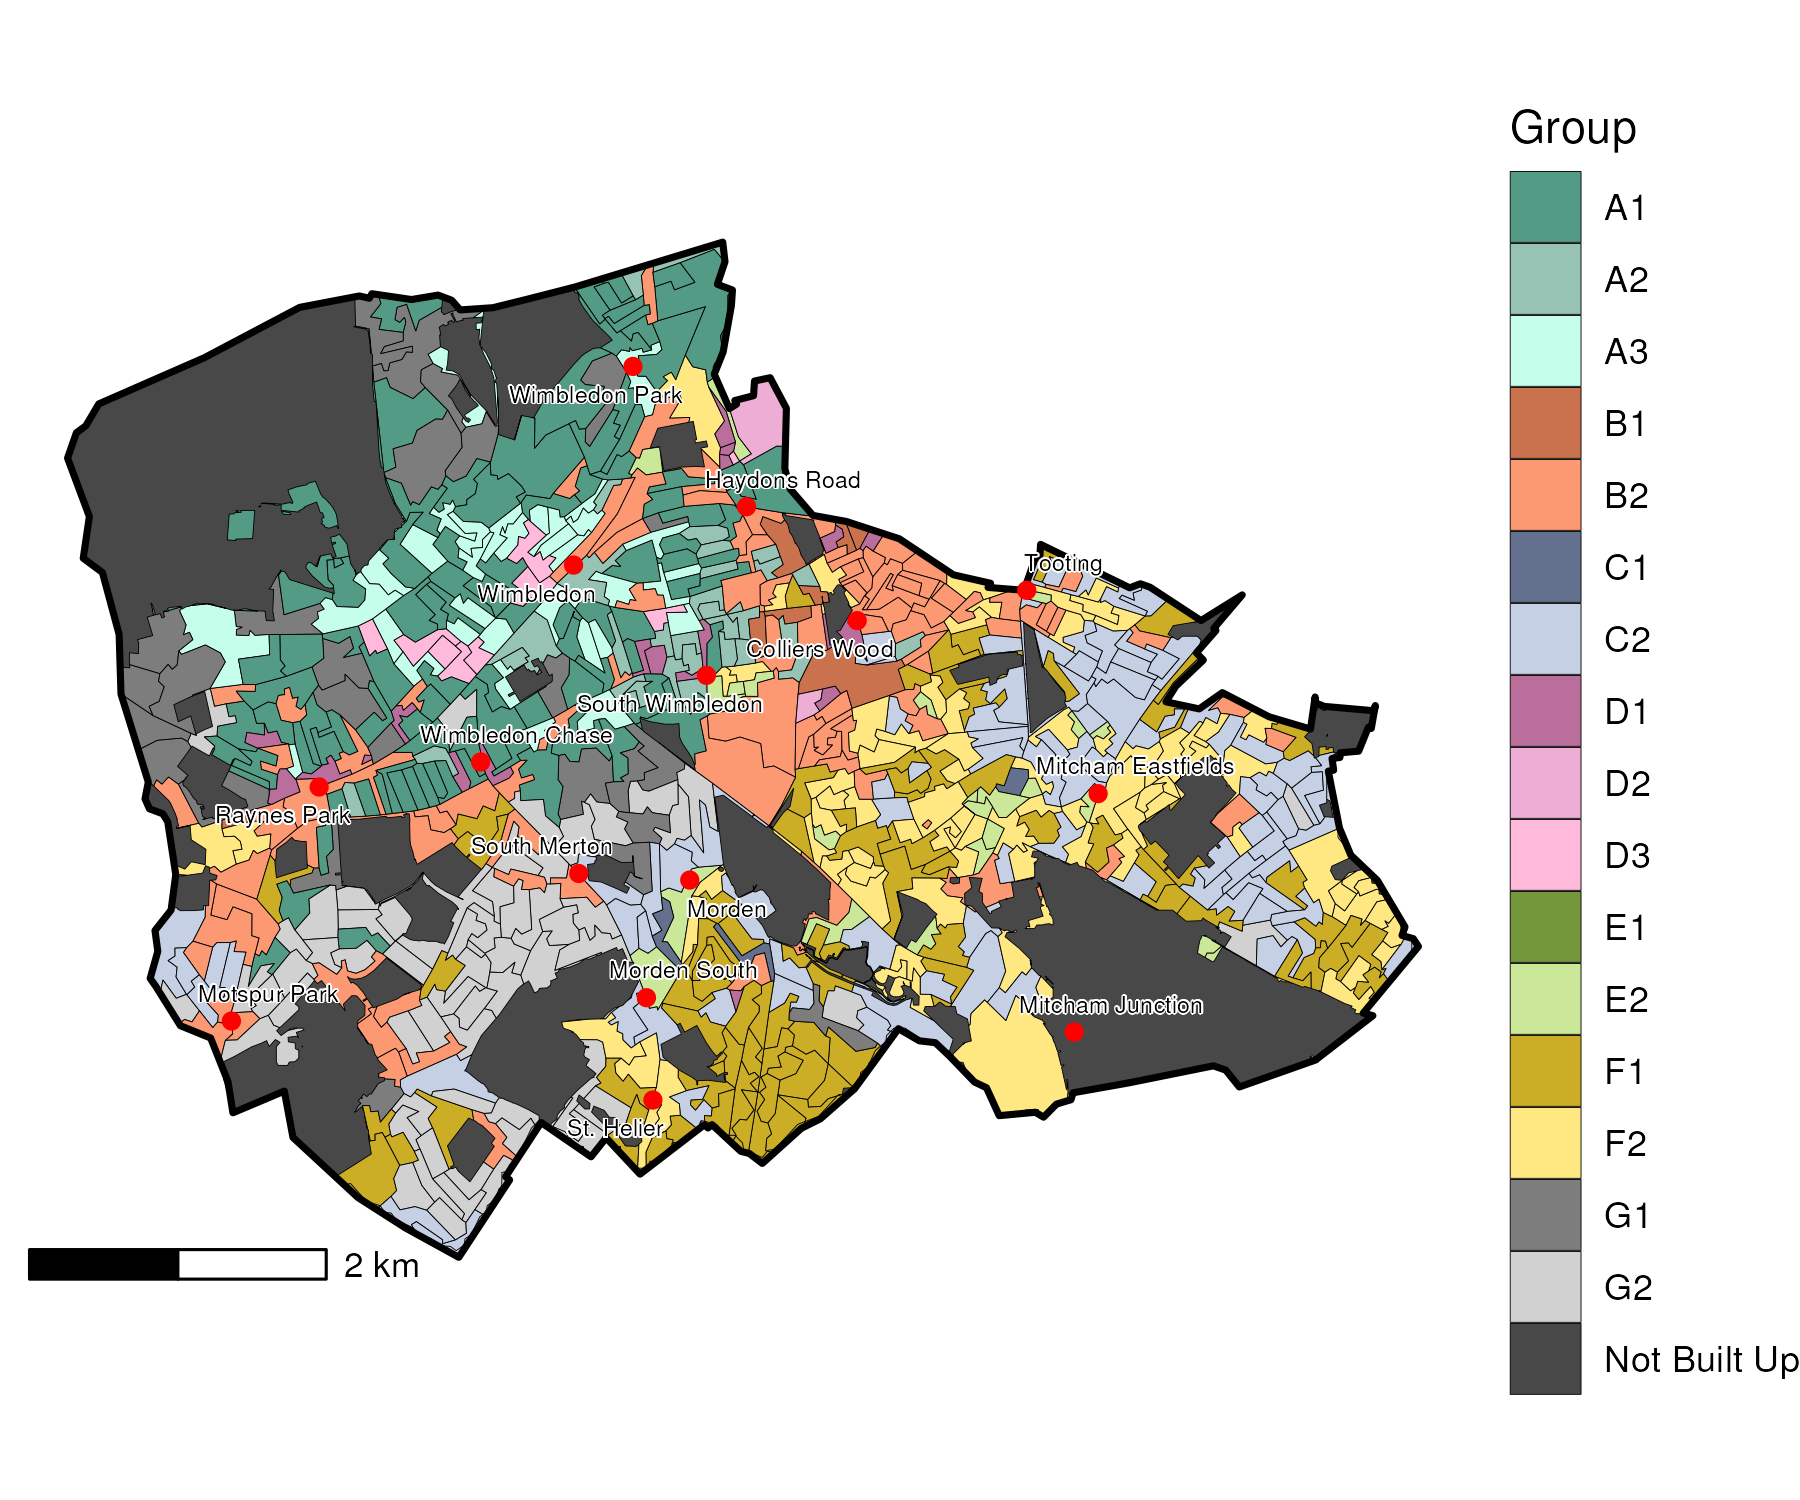 Group
A1
A2
A3
B1
B2
C1
C2
D1
D2
D3
E1
E2
F1
F2
G1
G2
Not Built Up
Wimbledon Park
Haydons Road
Tooting
Wimbledon
Colliers Wood
South Wimbledon
Wimbledon Chase
Mitcham Eastfields
Raynes Park
South Merton
Morden
Morden South
Motspur Park
Mitcham Junction
St. Helier
2 km